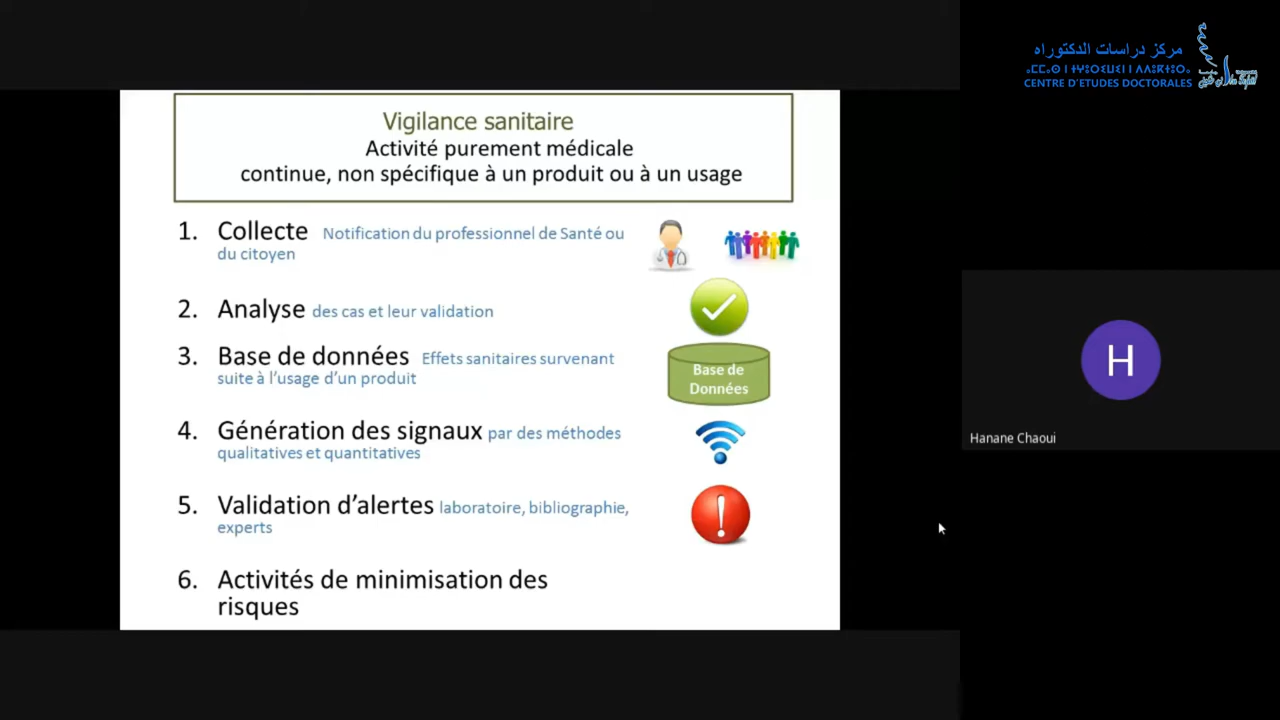 Vigilance sanitaire
Activité purement médicale
continue, non spécifique à un produit ou à un usage
1. Collecte Notification du professionnel de Santé ou
du citoyen
2. Analyse des cas et leur validation
3. Base de données Effets sanitaires survenant
suite à l’usage d’un produit
Base de
Données
4. Génération des signaux par des méthodes
qualitatives et quantitatives
5. Validation d’alertes laboratoire, bibliographie,
experts
6. Activités de minimisation des
risques
مركز دراسات الدكتوراه
CENTRE D'ETUDES DOCTORALES
H
Hanane Chaoui